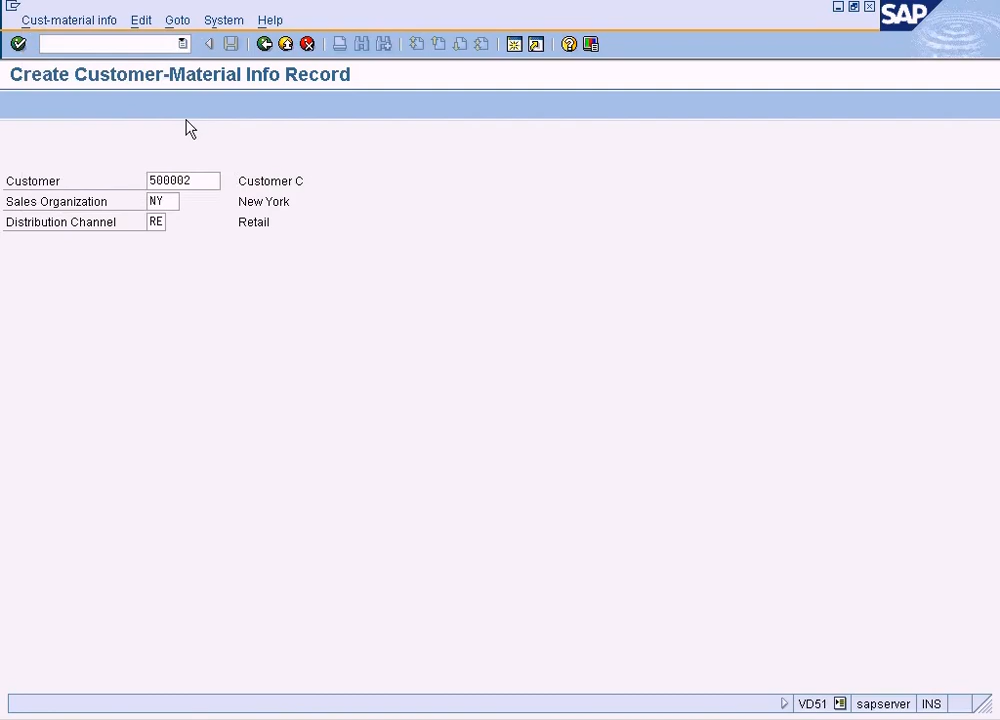 Cust-material info Edit Goto System Help
SAP
Create Customer-Material Info Record
Customer 500002 Customer C
Sales Organization NY New York
Distribution Channel RE Retail
VD51 sapserver INS